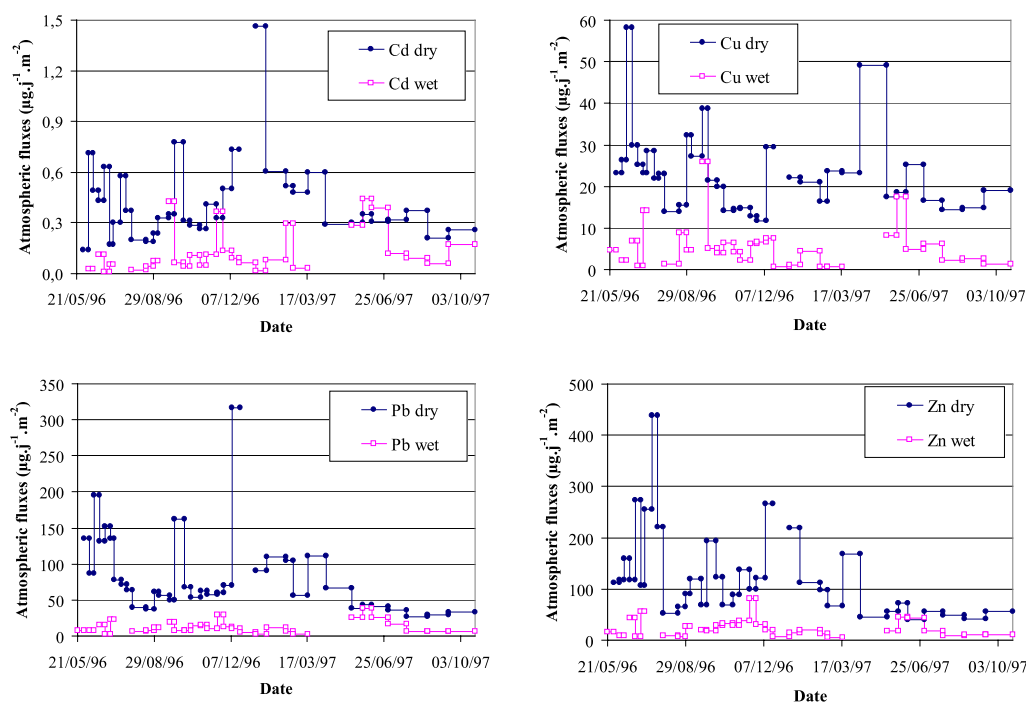 Atmospheric fluxes (µg.j⁻¹.m⁻²)
1,5
1,2
0,9
0,6
0,3
0,0
Cd dry
Cd wet
21/05/96 29/08/96 07/12/96 17/03/97 25/06/97 03/10/97
Date
Atmospheric fluxes (µg.j⁻¹.m⁻²)
60
50
40
30
20
10
0
Cu dry
Cu wet
21/05/96 29/08/96 07/12/96 17/03/97 25/06/97 03/10/97
Date
Atmospheric fluxes (µg.j⁻¹.m⁻²)
350
300
250
200
150
100
50
0
Pb dry
Pb wet
21/05/96 29/08/96 07/12/96 17/03/97 25/06/97 03/10/97
Date
Atmospheric fluxes (µg.j⁻¹.m⁻²)
500
400
300
200
100
0
Zn dry
Zn wet
21/05/96 29/08/96 07/12/96 17/03/97 25/06/97 03/10/97
Date